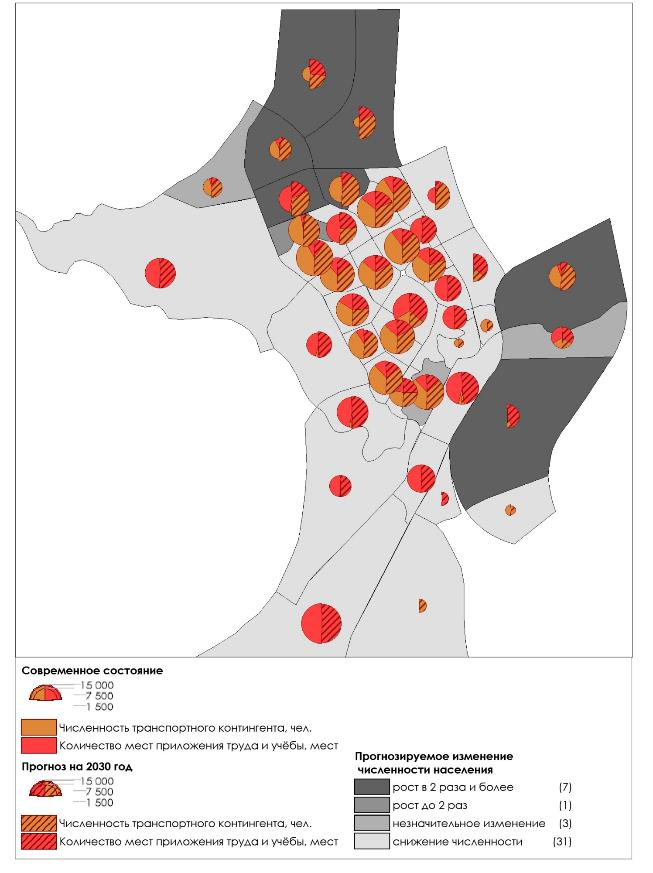 Современное состояние
15 000
7 500
1 500
Численность транспортного контингента, чел.
Количество мест приложения труда и учёбы, мест
Прогноз на 2030 год
15 000
7 500
1 500
Численность транспортного контингента, чел.
Количество мест приложения труда и учёбы, мест
Прогнозируемое изменение
численности населения
рост в 2 раза и более (7)
рост до 2 раз (1)
незначительное изменение (3)
снижение численности (31)